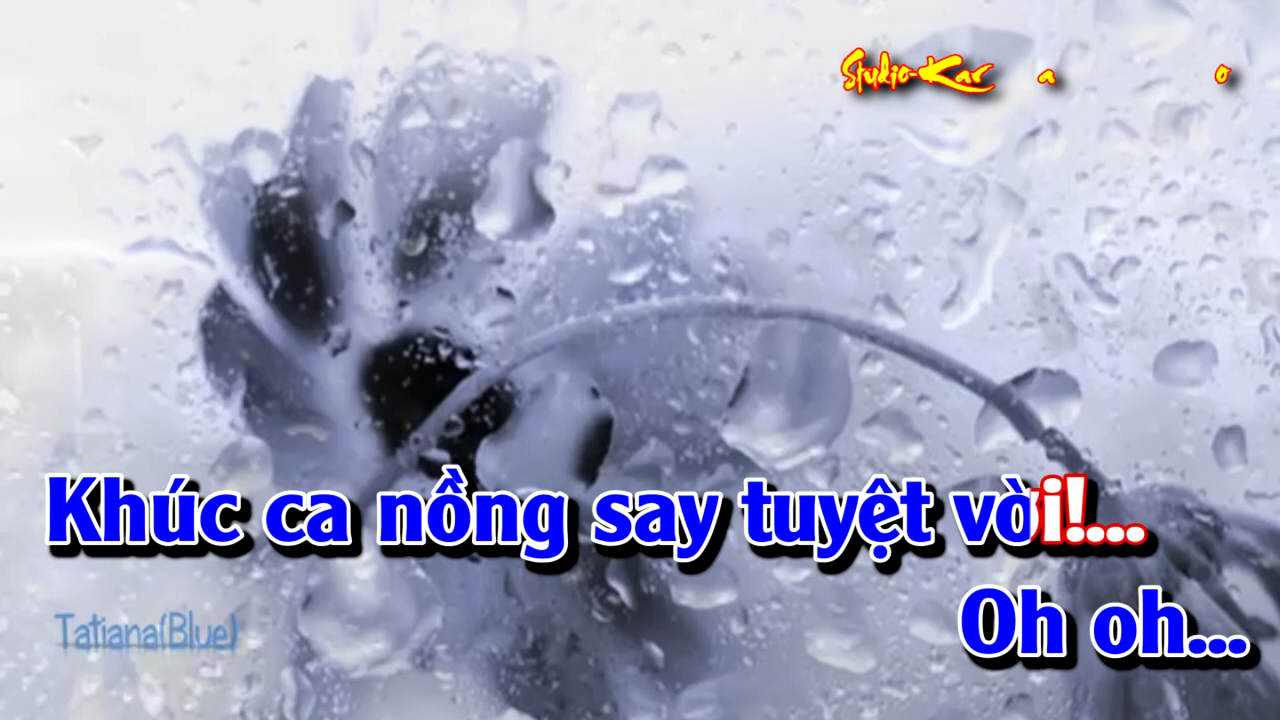 Studio-Kar a o
Khúc ca nồng say tuyệt vời!...
Oh oh...
Tatiana(Blue)